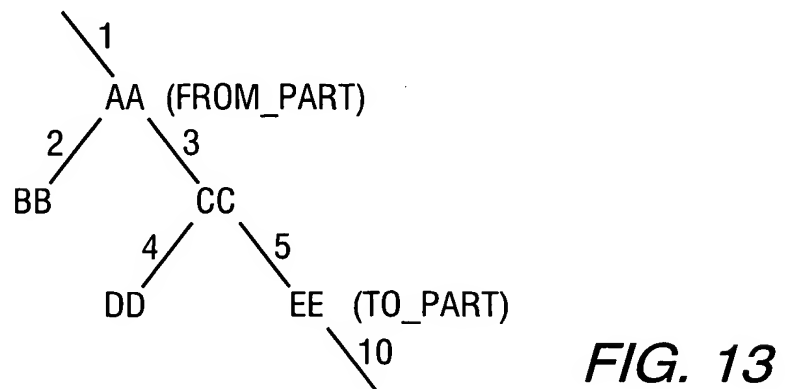 1
AA (FROM_PART)
2 3
BB CC
4 5
DD EE (TO_PART)
10
FIG. 13